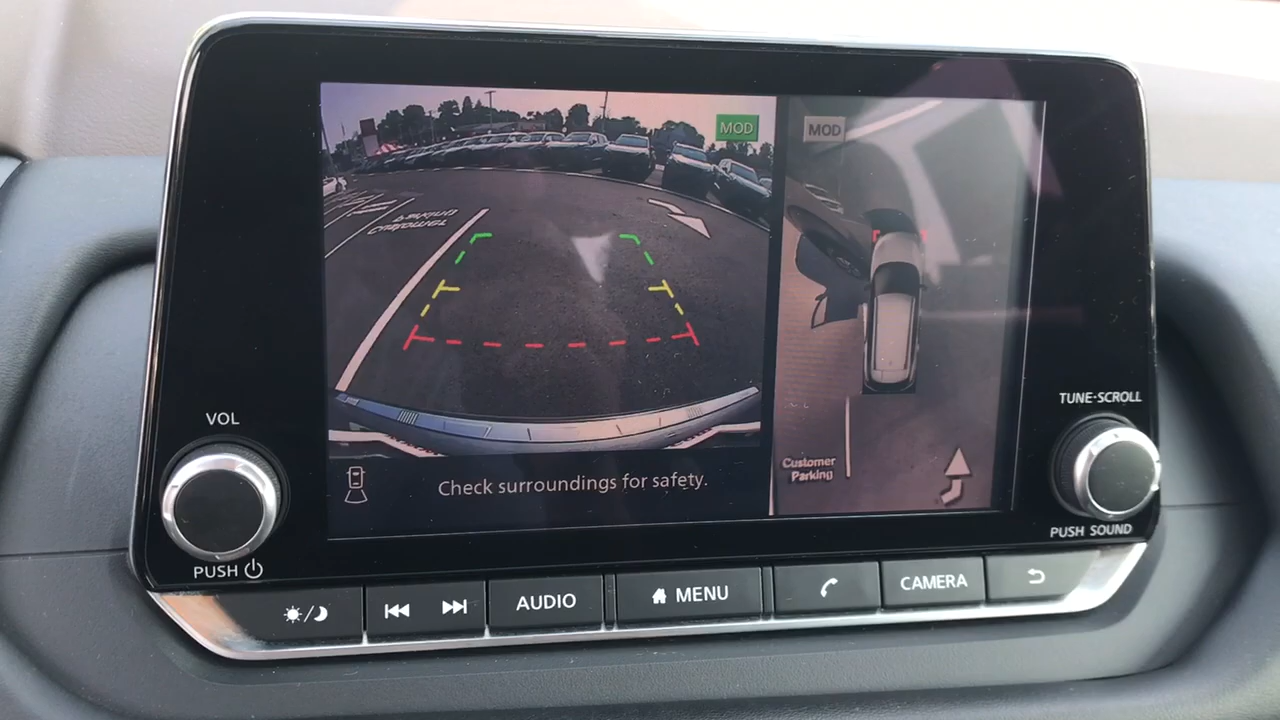 MOD
MOD
VOL
TUNE·SCROLL
Customer
Parking
Check surroundings for safety.
PUSH
PUSH SOUND
AUDIO
MENU
CAMERA